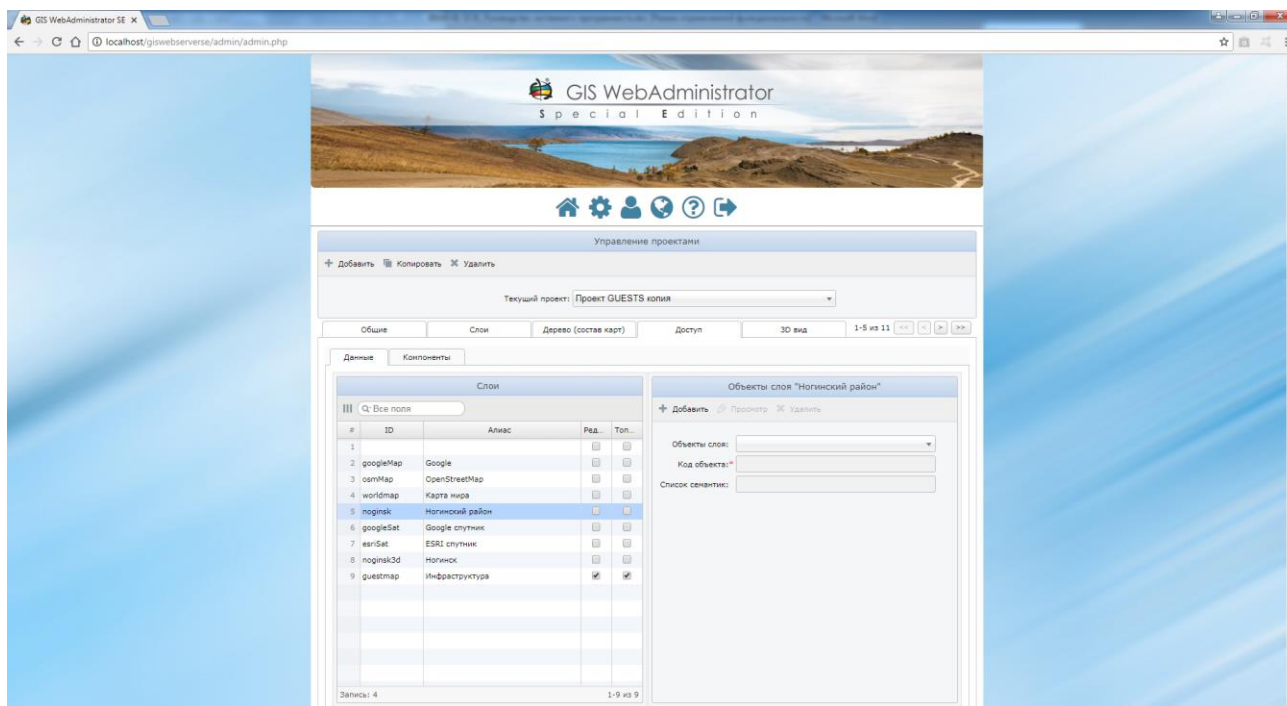 GIS WebAdministrator SE
localhost/giswebserverse/admin/admin.php
GIS WebAdministrator
Special Edition
Управление проектами
Добавить Копировать Удалить
Текущий проект: Проект GUESTS копия
Общие Слои Дерево (состав карт) Доступ 3D вид 1-5 из 11 << < > >>
Данные Компоненты
Слои
Все поля
# ID Алиас Ред... Топ...
1
2 googleMap Google
3 osmMap OpenStreetMap
4 worldmap Карта мира
5 noginsk Ногинский район
6 googleSat Google спутник
7 esriSat ESRI спутник
8 noginsk3d Ногинск
9 guestmap Инфраструктура
Запись: 4 1-9 из 9
Объекты слоя "Ногинский район"
Добавить Просмотр Удалить
Объекты слоя:
Код объекта:*
Список семантик: